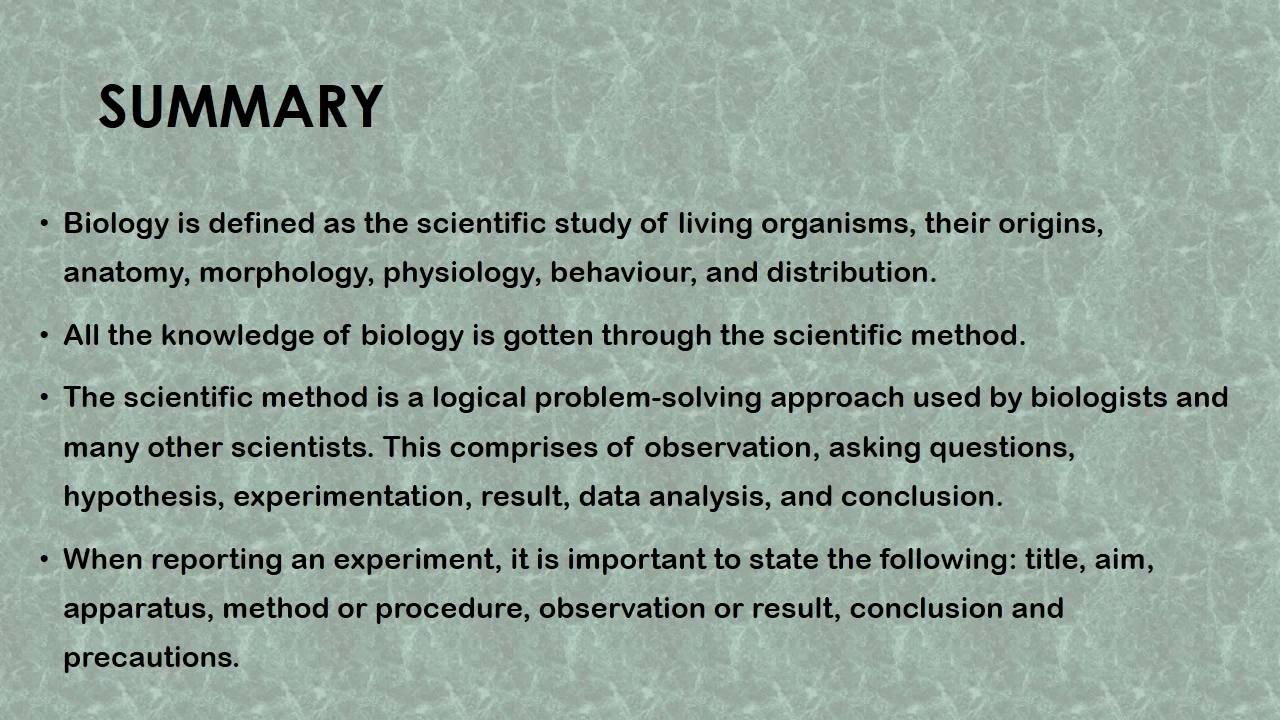 SUMMARY
• Biology is defined as the scientific study of living organisms, their origins,
anatomy, morphology, physiology, behaviour, and distribution.
• All the knowledge of biology is gotten through the scientific method.
• The scientific method is a logical problem-solving approach used by biologists and
many other scientists. This comprises of observation, asking questions,
hypothesis, experimentation, result, data analysis, and conclusion.
• When reporting an experiment, it is important to state the following: title, aim,
apparatus, method or procedure, observation or result, conclusion and
precautions.